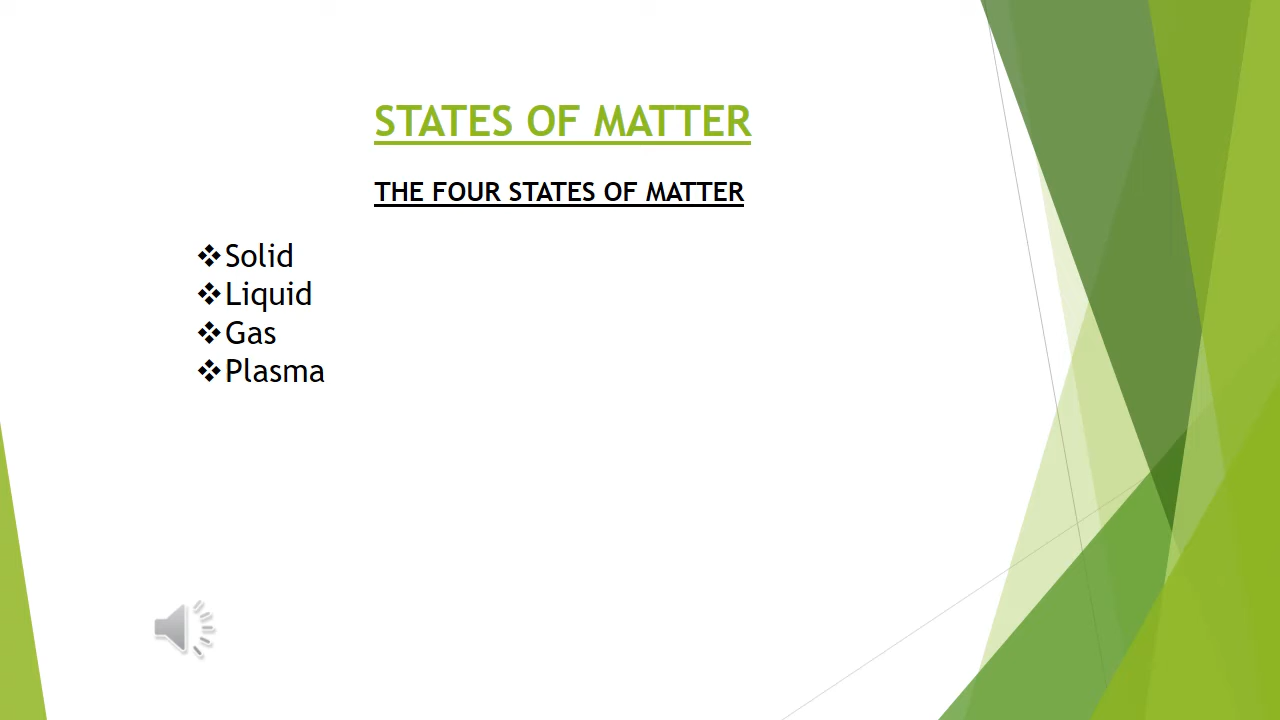 STATES OF MATTER
THE FOUR STATES OF MATTER
❖Solid
❖Liquid
❖Gas
❖Plasma